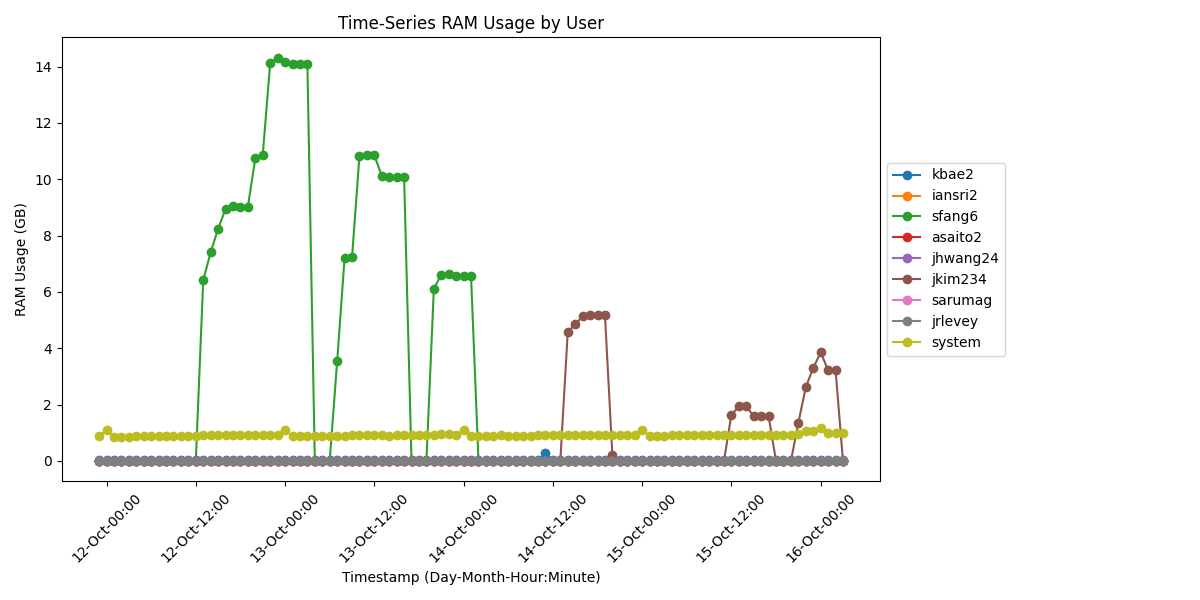 Time-Series RAM Usage by User
14
12
10
8
6
4
2
0
RAM Usage (GB)
12-Oct-00:00
12-Oct-12:00
13-Oct-00:00
13-Oct-12:00
14-Oct-00:00
14-Oct-12:00
15-Oct-00:00
15-Oct-12:00
16-Oct-00:00
Timestamp (Day-Month-Hour:Minute)
kbae2
iansri2
sfang6
asaito2
jhwang24
jkim234
sarumag
jrlevey
system